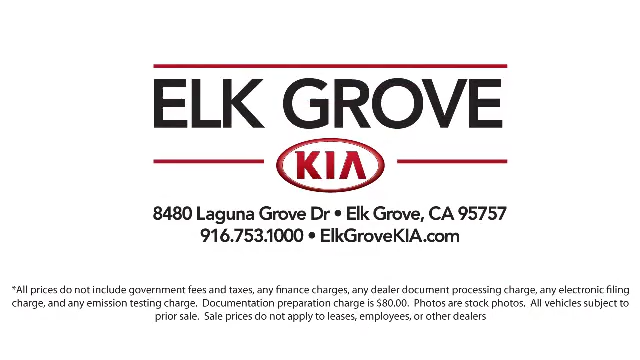 ELK GROVE
KIA
8480 Laguna Grove Dr • Elk Grove, CA 95757
916.753.1000 • ElkGroveKIA.com
*All prices do not include government fees and taxes, any finance charges, any dealer document processing charge, any electronic filing
charge, and any emission testing charge. Documentation preparation charge is $80.00. Photos are stock photos. All vehicles subject to
prior sale. Sale prices do not apply to leases, employees, or other dealers